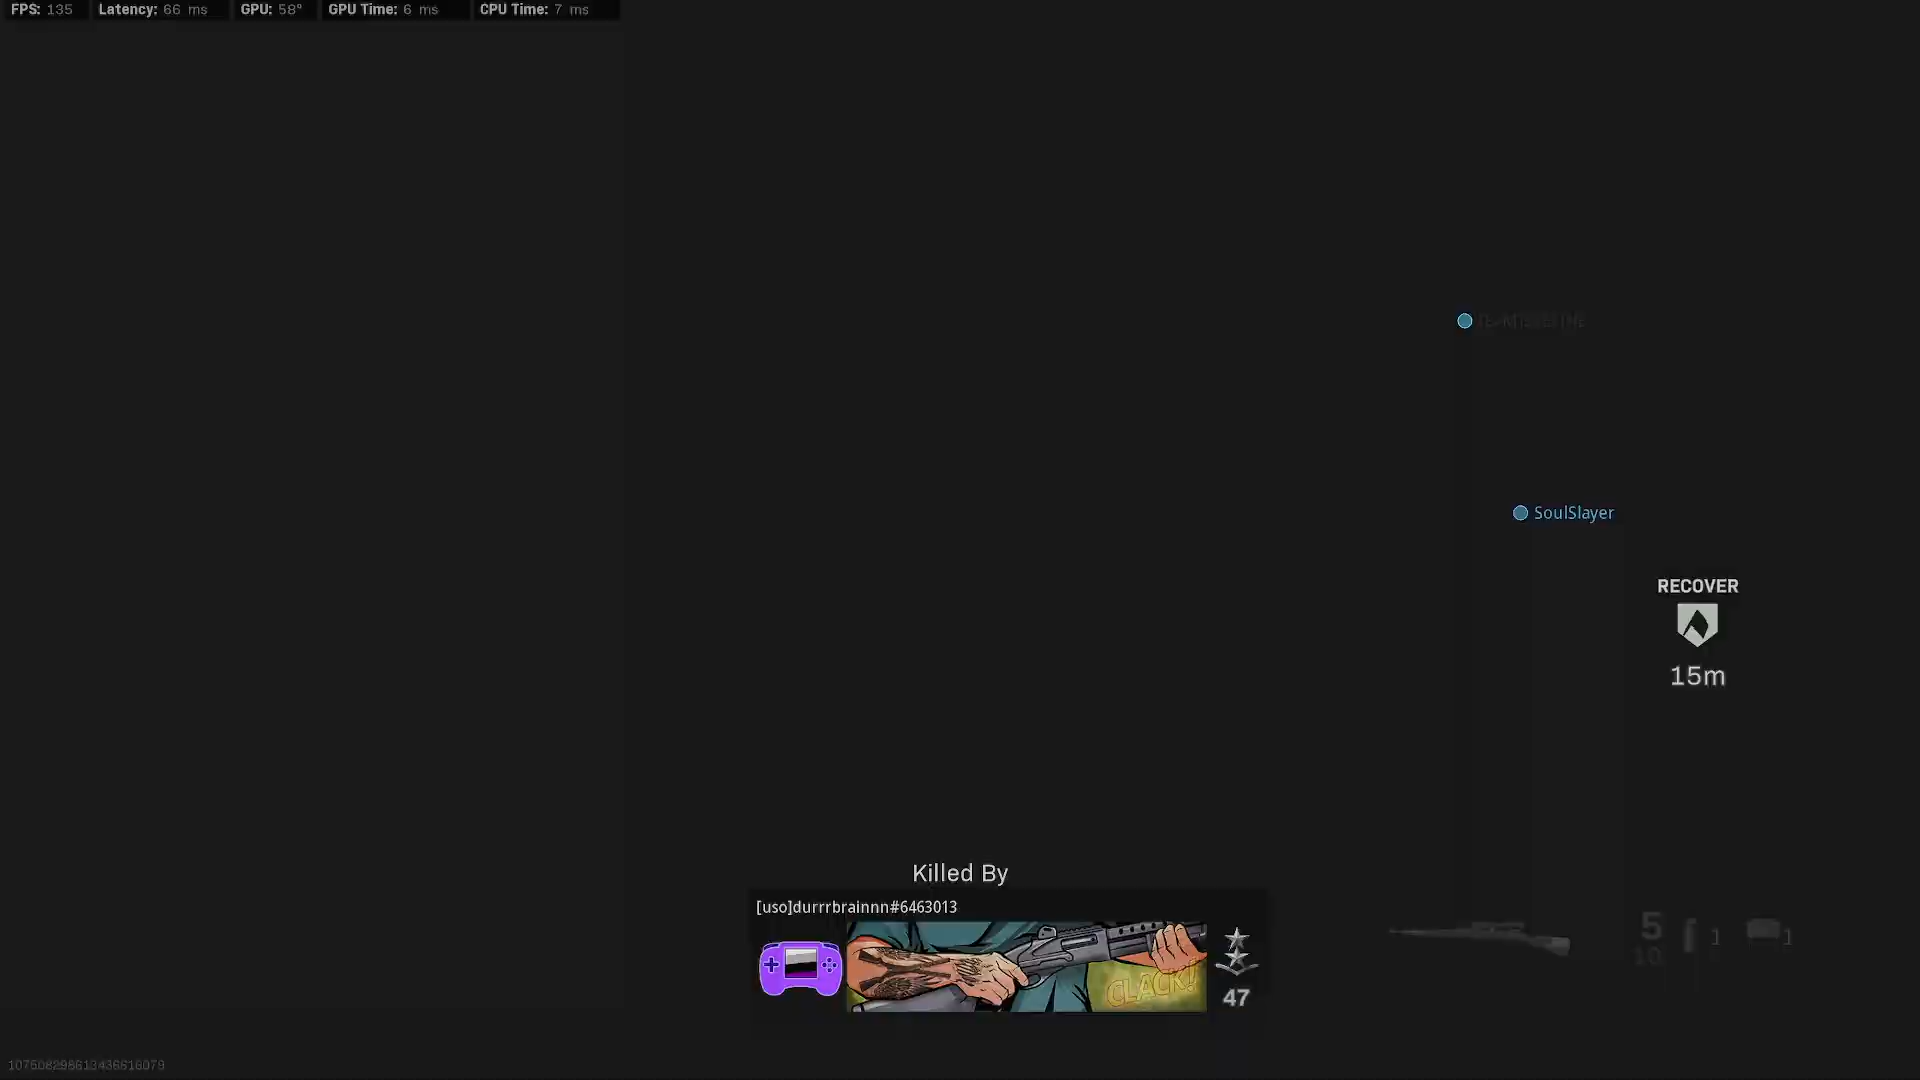 FPS: 135 Latency: 66 ms GPU: 58° GPU Time: 6 ms CPU Time: 7 ms
SoulSlayer
RECOVER
15m
Killed By
[uso]durrrbrainnn#6463013
CLACK!
47
5
10
1
1